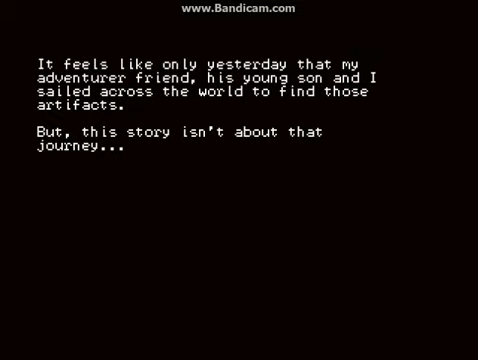 www.Bandicam.com
It feels like only yesterday that my
adventurer friend, his young son and I
sailed across the world to find those
artifacts.
But, this story isn't about that
journey...